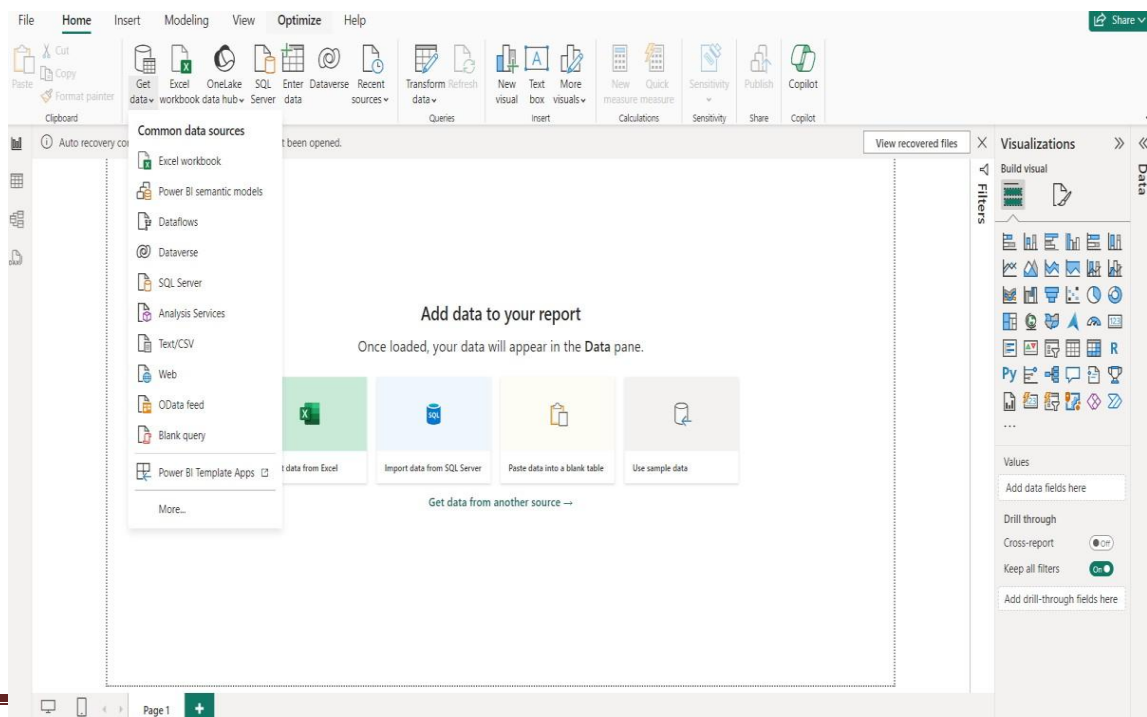 File Home Insert Modeling View Optimize Help
Share
Paste
Cut
Copy
Format painter
Clipboard
Get data
Excel workbook
OneLake data hub
SQL Server
Enter data
Dataverse
Recent sources
Transform data
Refresh
Queries
New visual
Text box
More visuals
Insert
New measure
Quick measure
Calculations
Sensitivity
Sensitivity
Publish
Share
Copilot
Copilot
Auto recovery
t been opened.
View recovered files
Common data sources
Excel workbook
Power BI semantic models
Dataflows
Dataverse
SQL Server
Analysis Services
Text/CSV
Web
OData feed
Blank query
Power BI Template Apps
More...
Add data to your report
Once loaded, your data will appear in the Data pane.
SQL
t data from Excel
Import data from SQL Server
Paste data into a blank table
Use sample data
Get data from another source →
Filters
Visualizations
Build visual
Data
123
R
Py
...
Values
Add data fields here
Drill through
Cross-report
Off
Keep all filters
On
Add drill-through fields here
Page 1